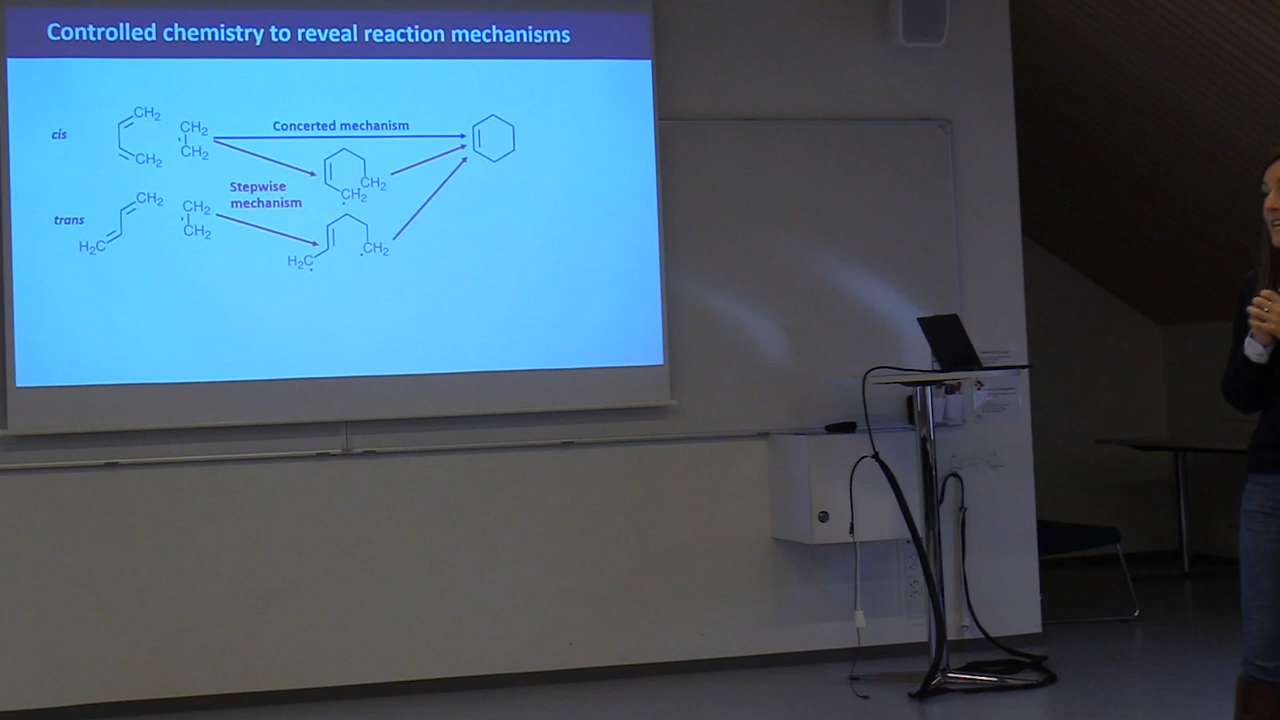 Controlled chemistry to reveal reaction mechanisms
cis
CH2
CH2
CH2
CH2
Concerted mechanism
CH2
CH2
Stepwise
mechanism
trans
CH2
H2C
CH2
CH2
H2C
CH2